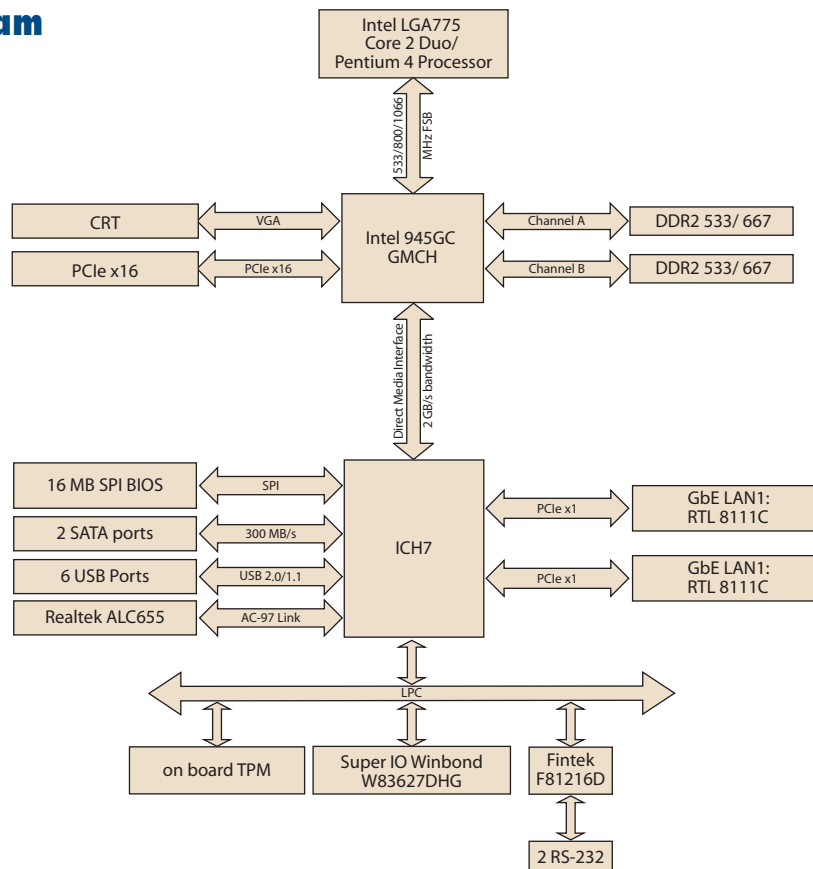 am
Intel LGA775
Core 2 Duo/
Pentium 4 Processor
533/800/1066
MHz FSB
CRT
VGA
Intel 945GC
GMCH
Channel A
DDR2 533/ 667
PCIe x16
PCIe x16
Channel B
DDR2 533/ 667
Direct Media Interface
2 GB/s bandwidth
16 MB SPI BIOS
SPI
ICH7
PCIe x1
GbE LAN1:
RTL 8111C
2 SATA ports
300 MB/s
6 USB Ports
USB 2.0/1.1
PCIe x1
GbE LAN1:
RTL 8111C
Realtek ALC655
AC-97 Link
LPC
on board TPM
Super IO Winbond
W83627DHG
Fintek
F81216D
2 RS-232